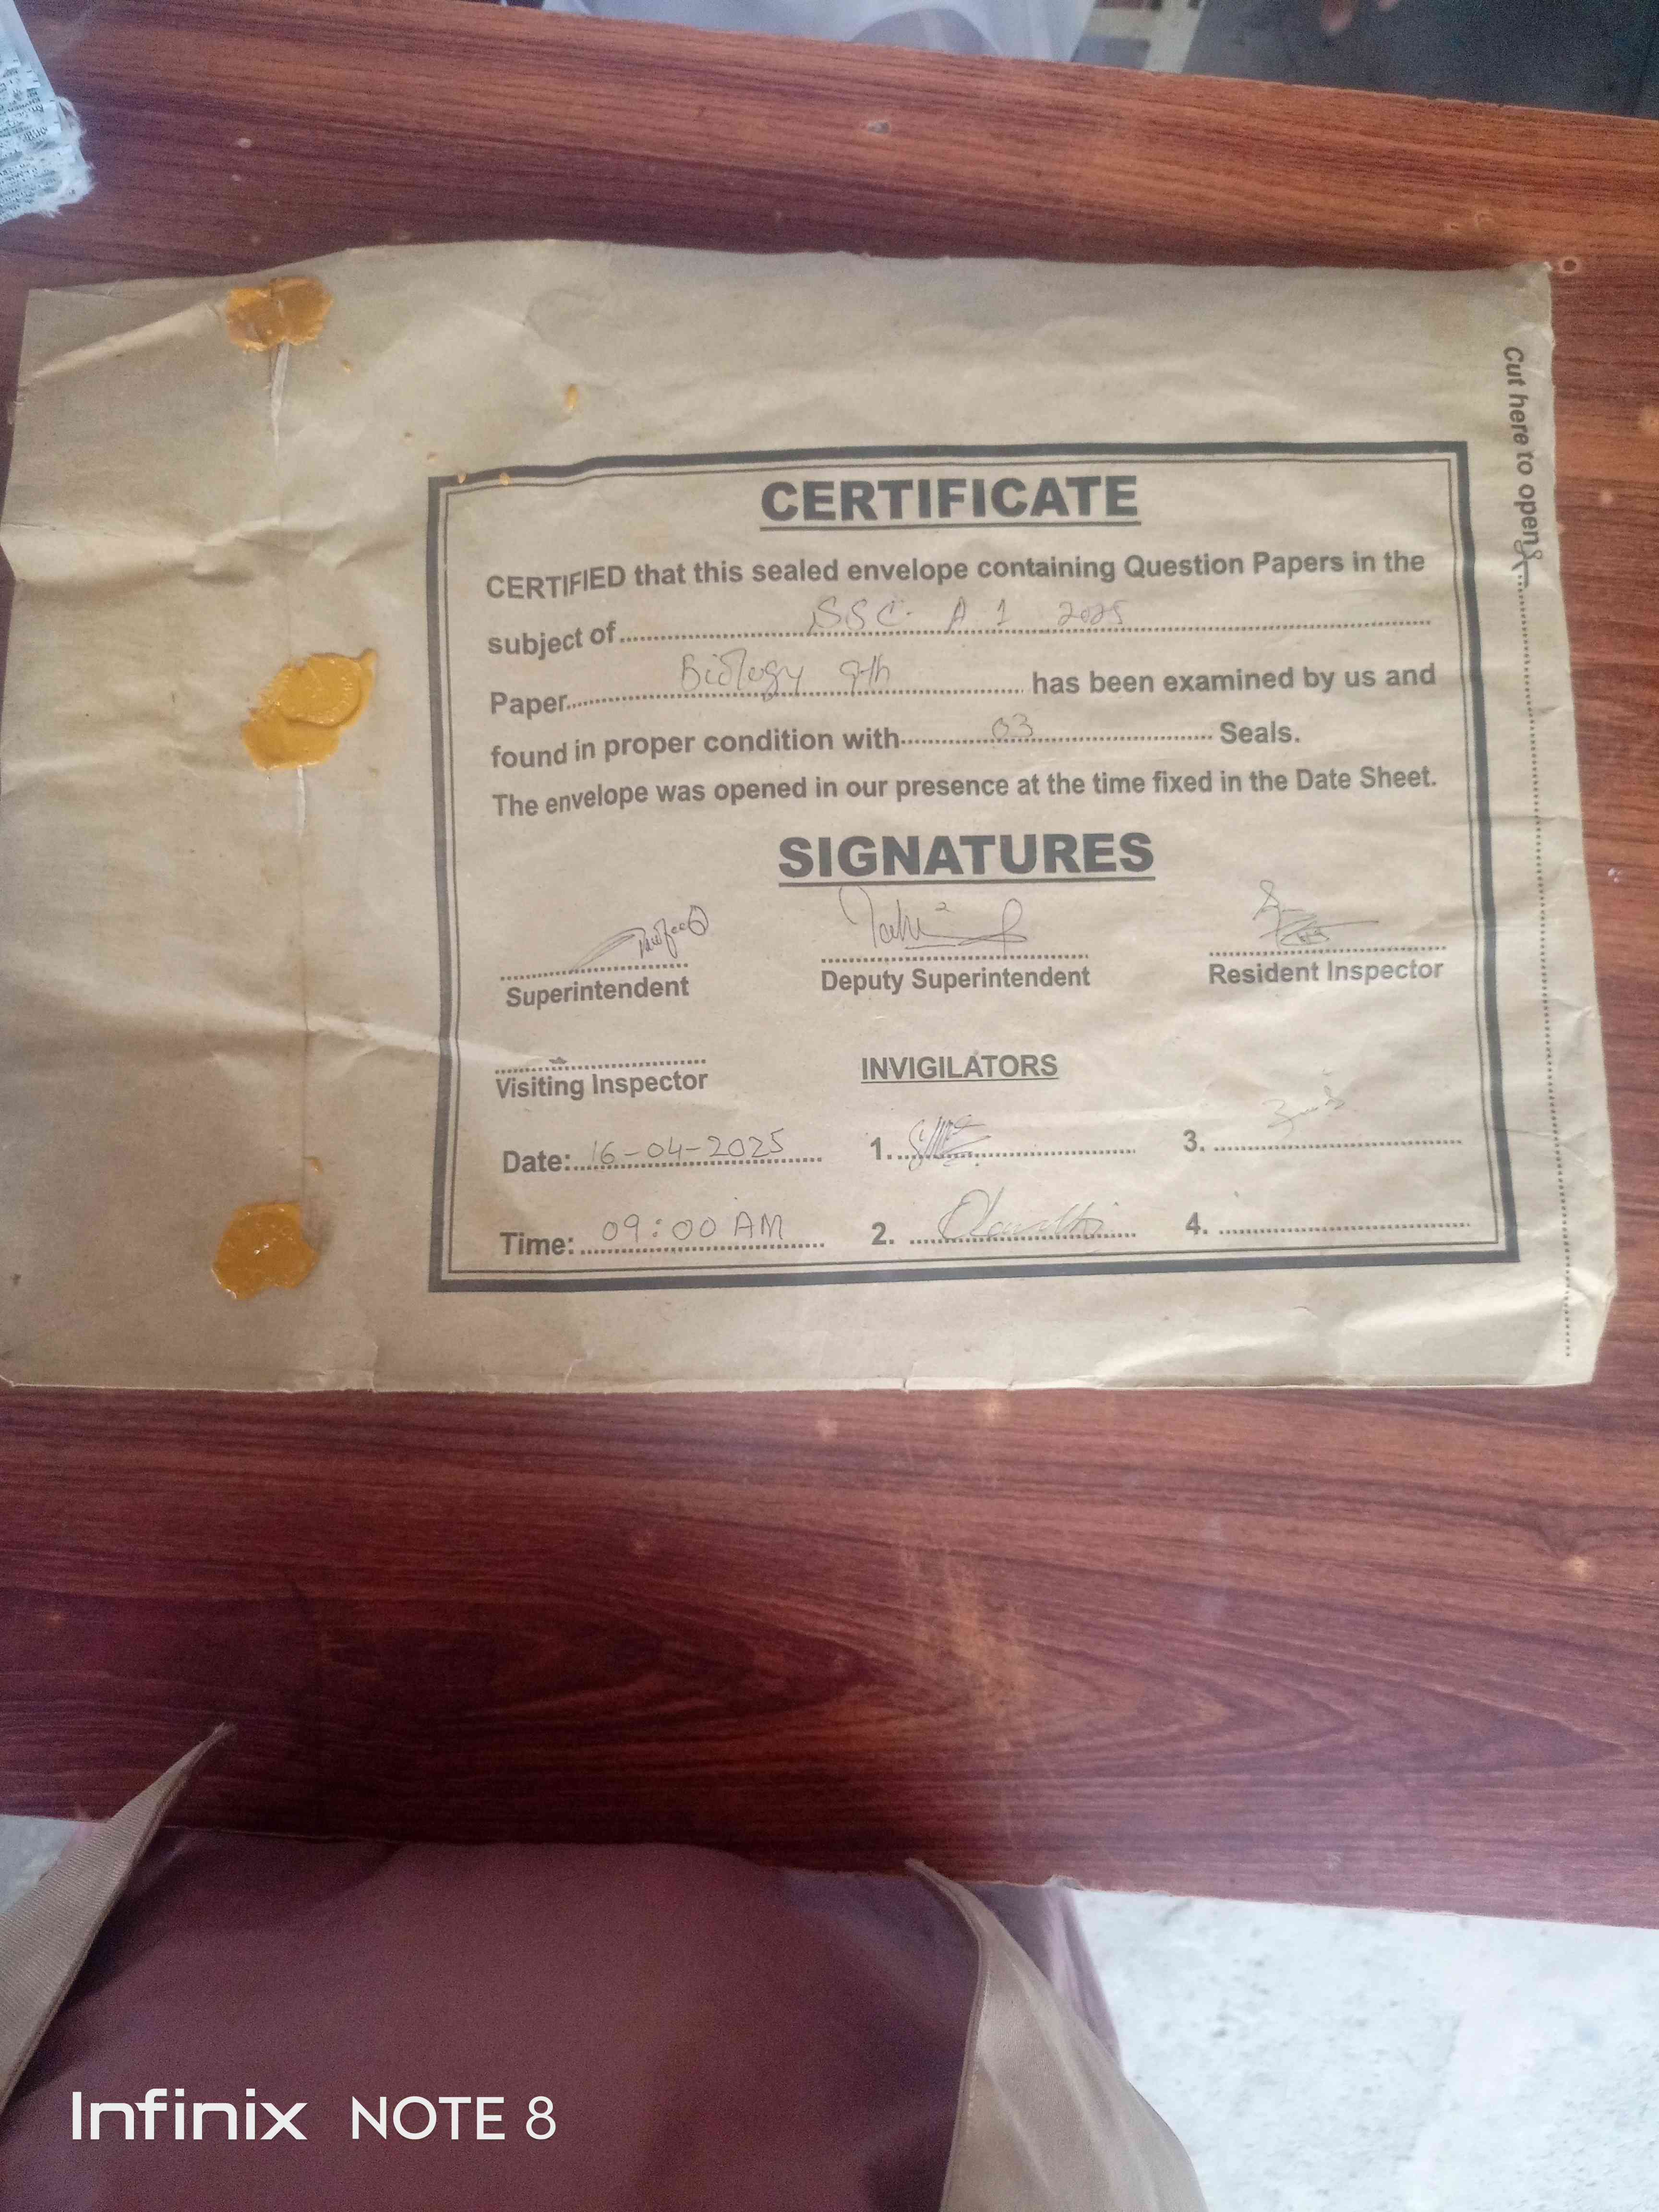 Cut here to open
CERTIFICATE
CERTIFIED that this sealed envelope containing Question Papers in the
subject of SSC A 1 2025
Paper Biology 9th has been examined by us and
found in proper condition with 03 Seals.
The envelope was opened in our presence at the time fixed in the Date Sheet.
SIGNATURES
Superintendent Deputy Superintendent Resident Inspector
Visiting Inspector INVIGILATORS
Date: 16-04-2025 1. 3.
Time: 09:00 AM 2. 4.
Infinix NOTE 8